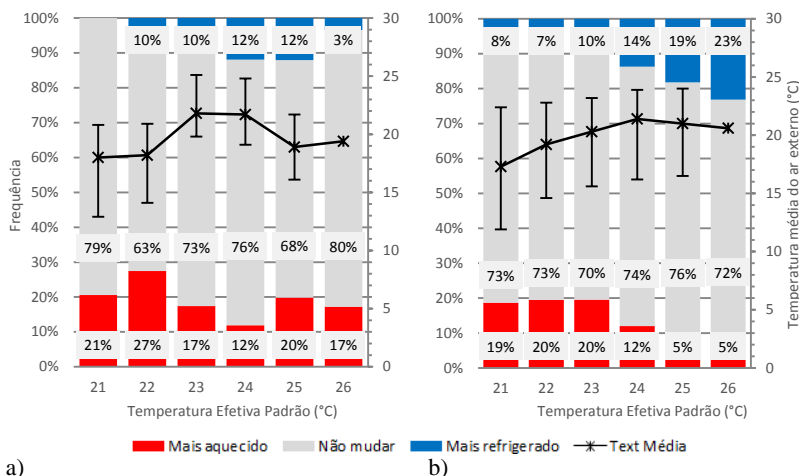 100%
90%
80%
70%
60%
50%
40%
30%
20%
10%
0%
Frequência
30
25
20
15
10
5
0
10% 10% 12% 12% 3%
79% 63% 73% 76% 68% 80%
21% 27% 17% 12% 20% 17%
21 22 23 24 25 26
Temperatura Efetiva Padrão (°C)
100%
90%
80%
70%
60%
50%
40%
30%
20%
10%
0%
30
25
20
15
10
5
0
Temperatura média do ar externo (°C)
8% 7% 10% 14% 19% 23%
73% 73% 70% 74% 76% 72%
19% 20% 20% 12% 5% 5%
21 22 23 24 25 26
Temperatura Efetiva Padrão (°C)
Mais aquecido Não mudar Mais refrigerado Text Média
a) b)